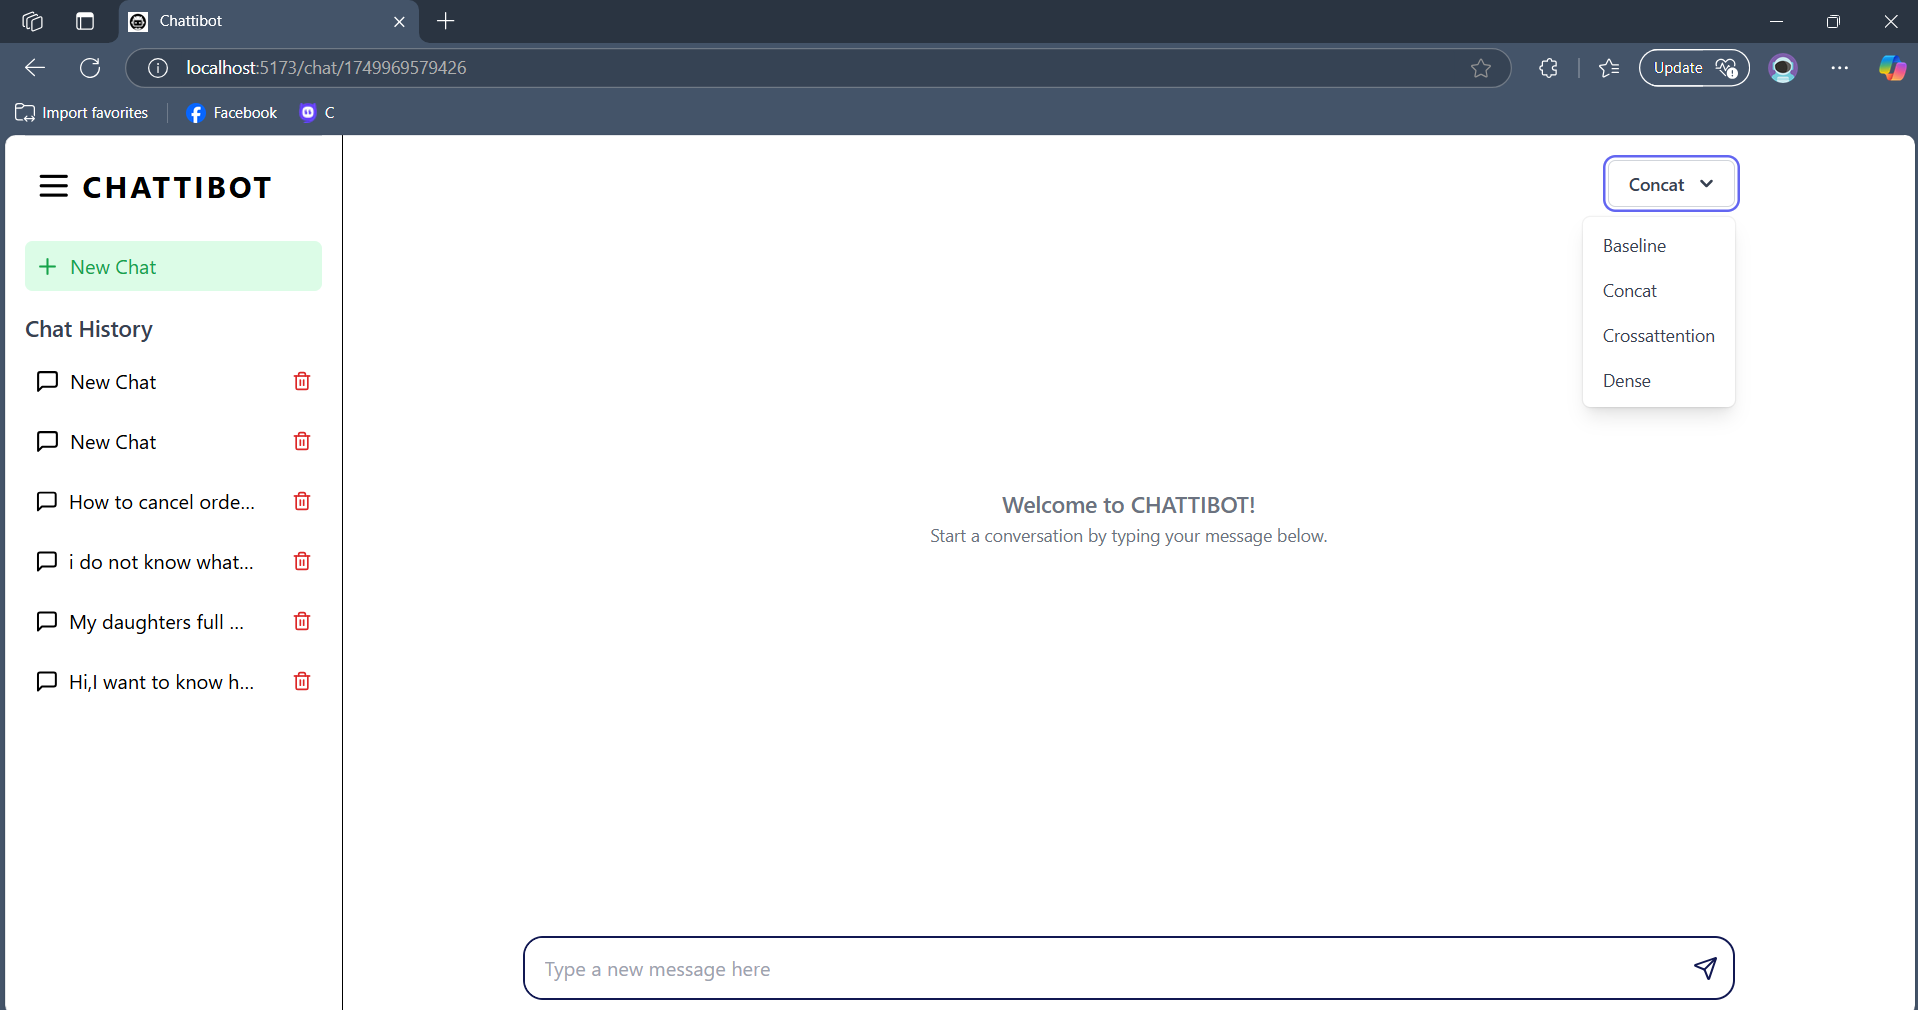 Chattibot
localhost:5173/chat/1749969579426
Update
Import favorites
Facebook
C
CHATTIBOT
New Chat
Chat History
New Chat
New Chat
How to cancel orde...
i do not know what...
My daughters full ...
Hi,I want to know h...
Concat
Baseline
Concat
Crossattention
Dense
Welcome to CHATTIBOT!
Start a conversation by typing your message below.
Type a new message here